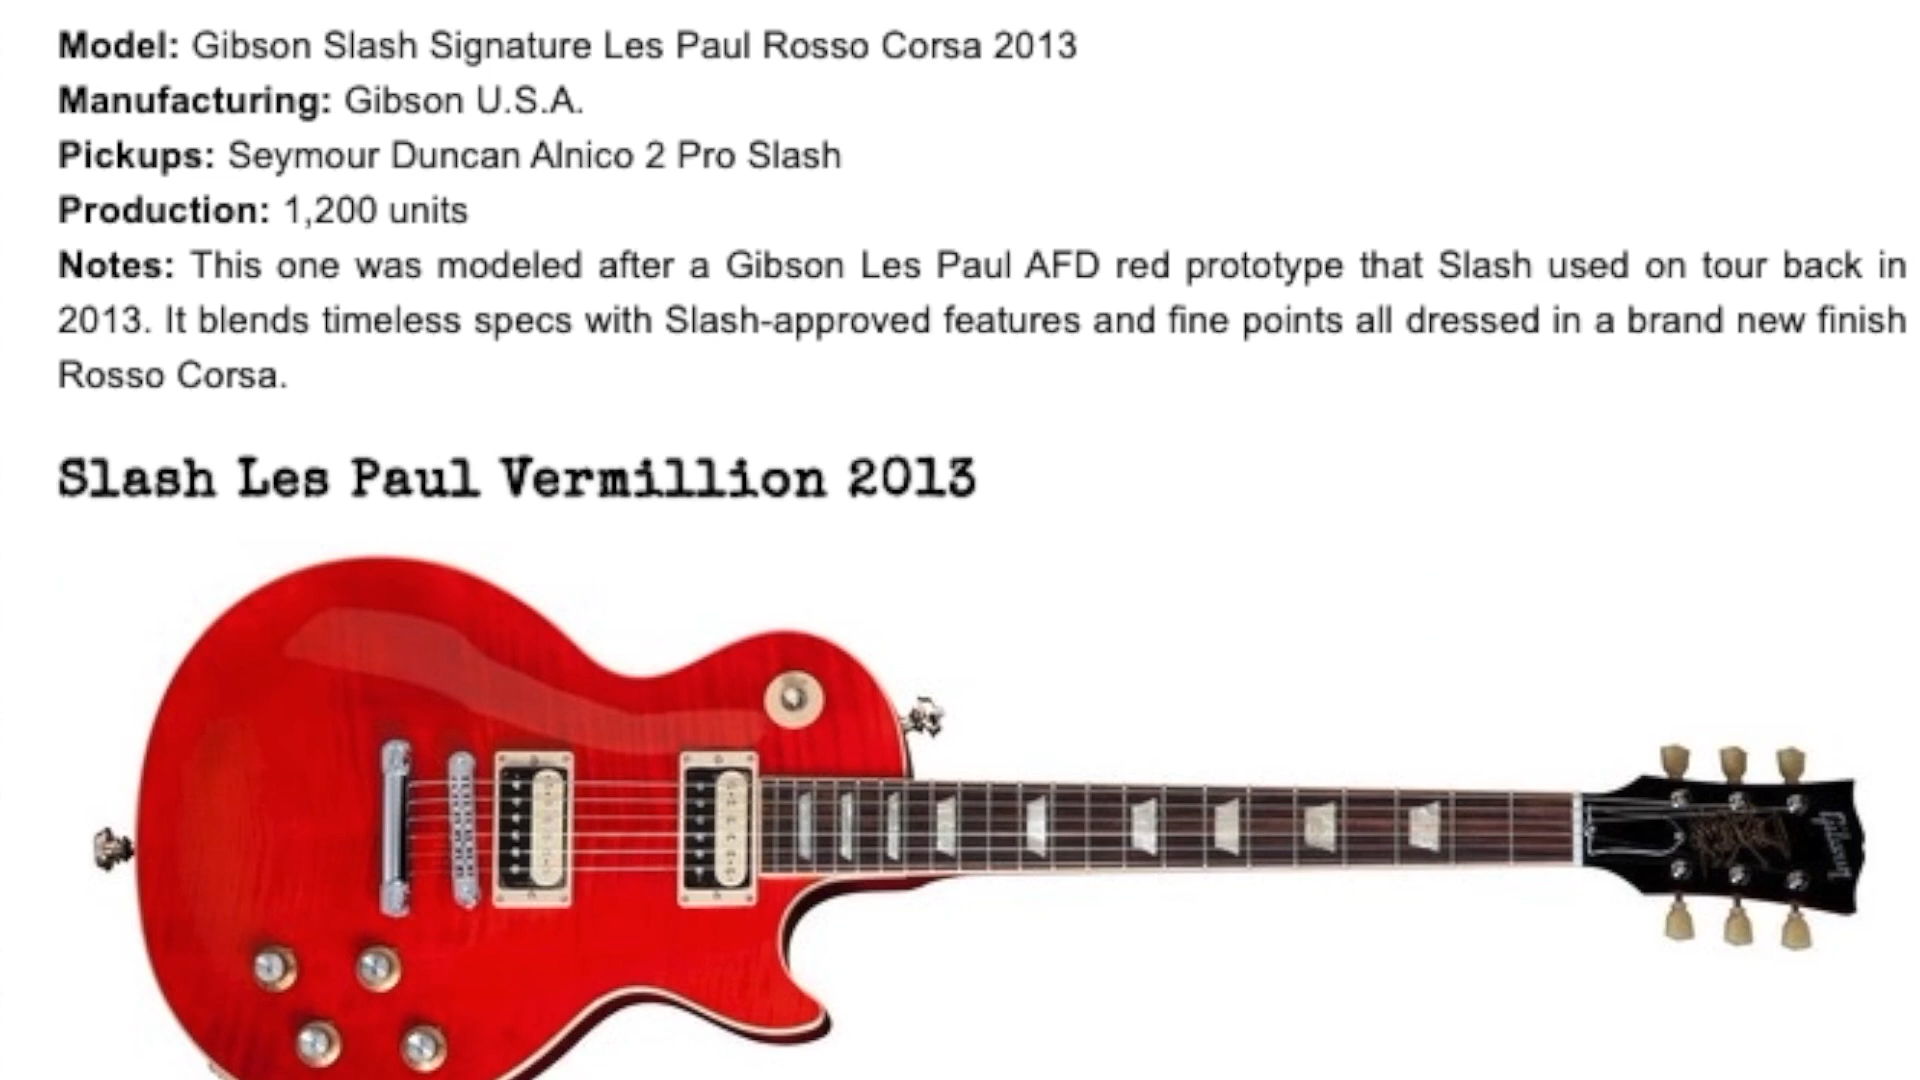 Model: Gibson Slash Signature Les Paul Rosso Corsa 2013
Manufacturing: Gibson U.S.A.
Pickups: Seymour Duncan Alnico 2 Pro Slash
Production: 1,200 units
Notes: This one was modeled after a Gibson Les Paul AFD red prototype that Slash used on tour back in
2013. It blends timeless specs with Slash-approved features and fine points all dressed in a brand new finish
Rosso Corsa.
Slash Les Paul Vermillion 2013
Gibson